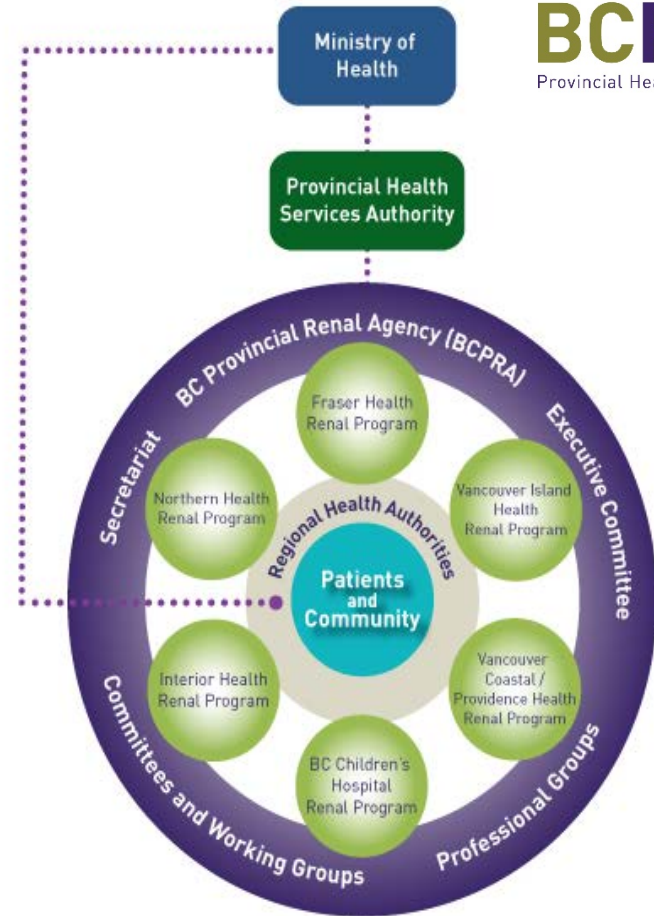 Ministry of
Health
BC
Provincial
Provincial Health
Services Authority
BC Provincial Renal Agency (BCPRA)
Secretariat
Executive Committee
Fraser Health
Renal Program
Northern Health
Renal Program
Vancouver Island
Health
Renal Program
Regional Health Authorities
Patients
and
Community
Interior Health
Renal Program
Vancouver
Coastal /
Providence Health
Renal Program
BC Children's
Hospital
Renal Program
Committees and Working Groups
Professional Groups